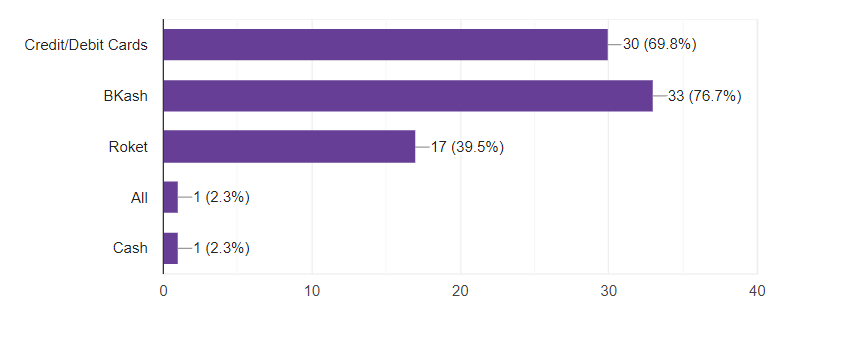 Credit/Debit Cards 30 (69.8%)
BKash 33 (76.7%)
Roket 17 (39.5%)
All 1 (2.3%)
Cash 1 (2.3%)
0 10 20 30 40